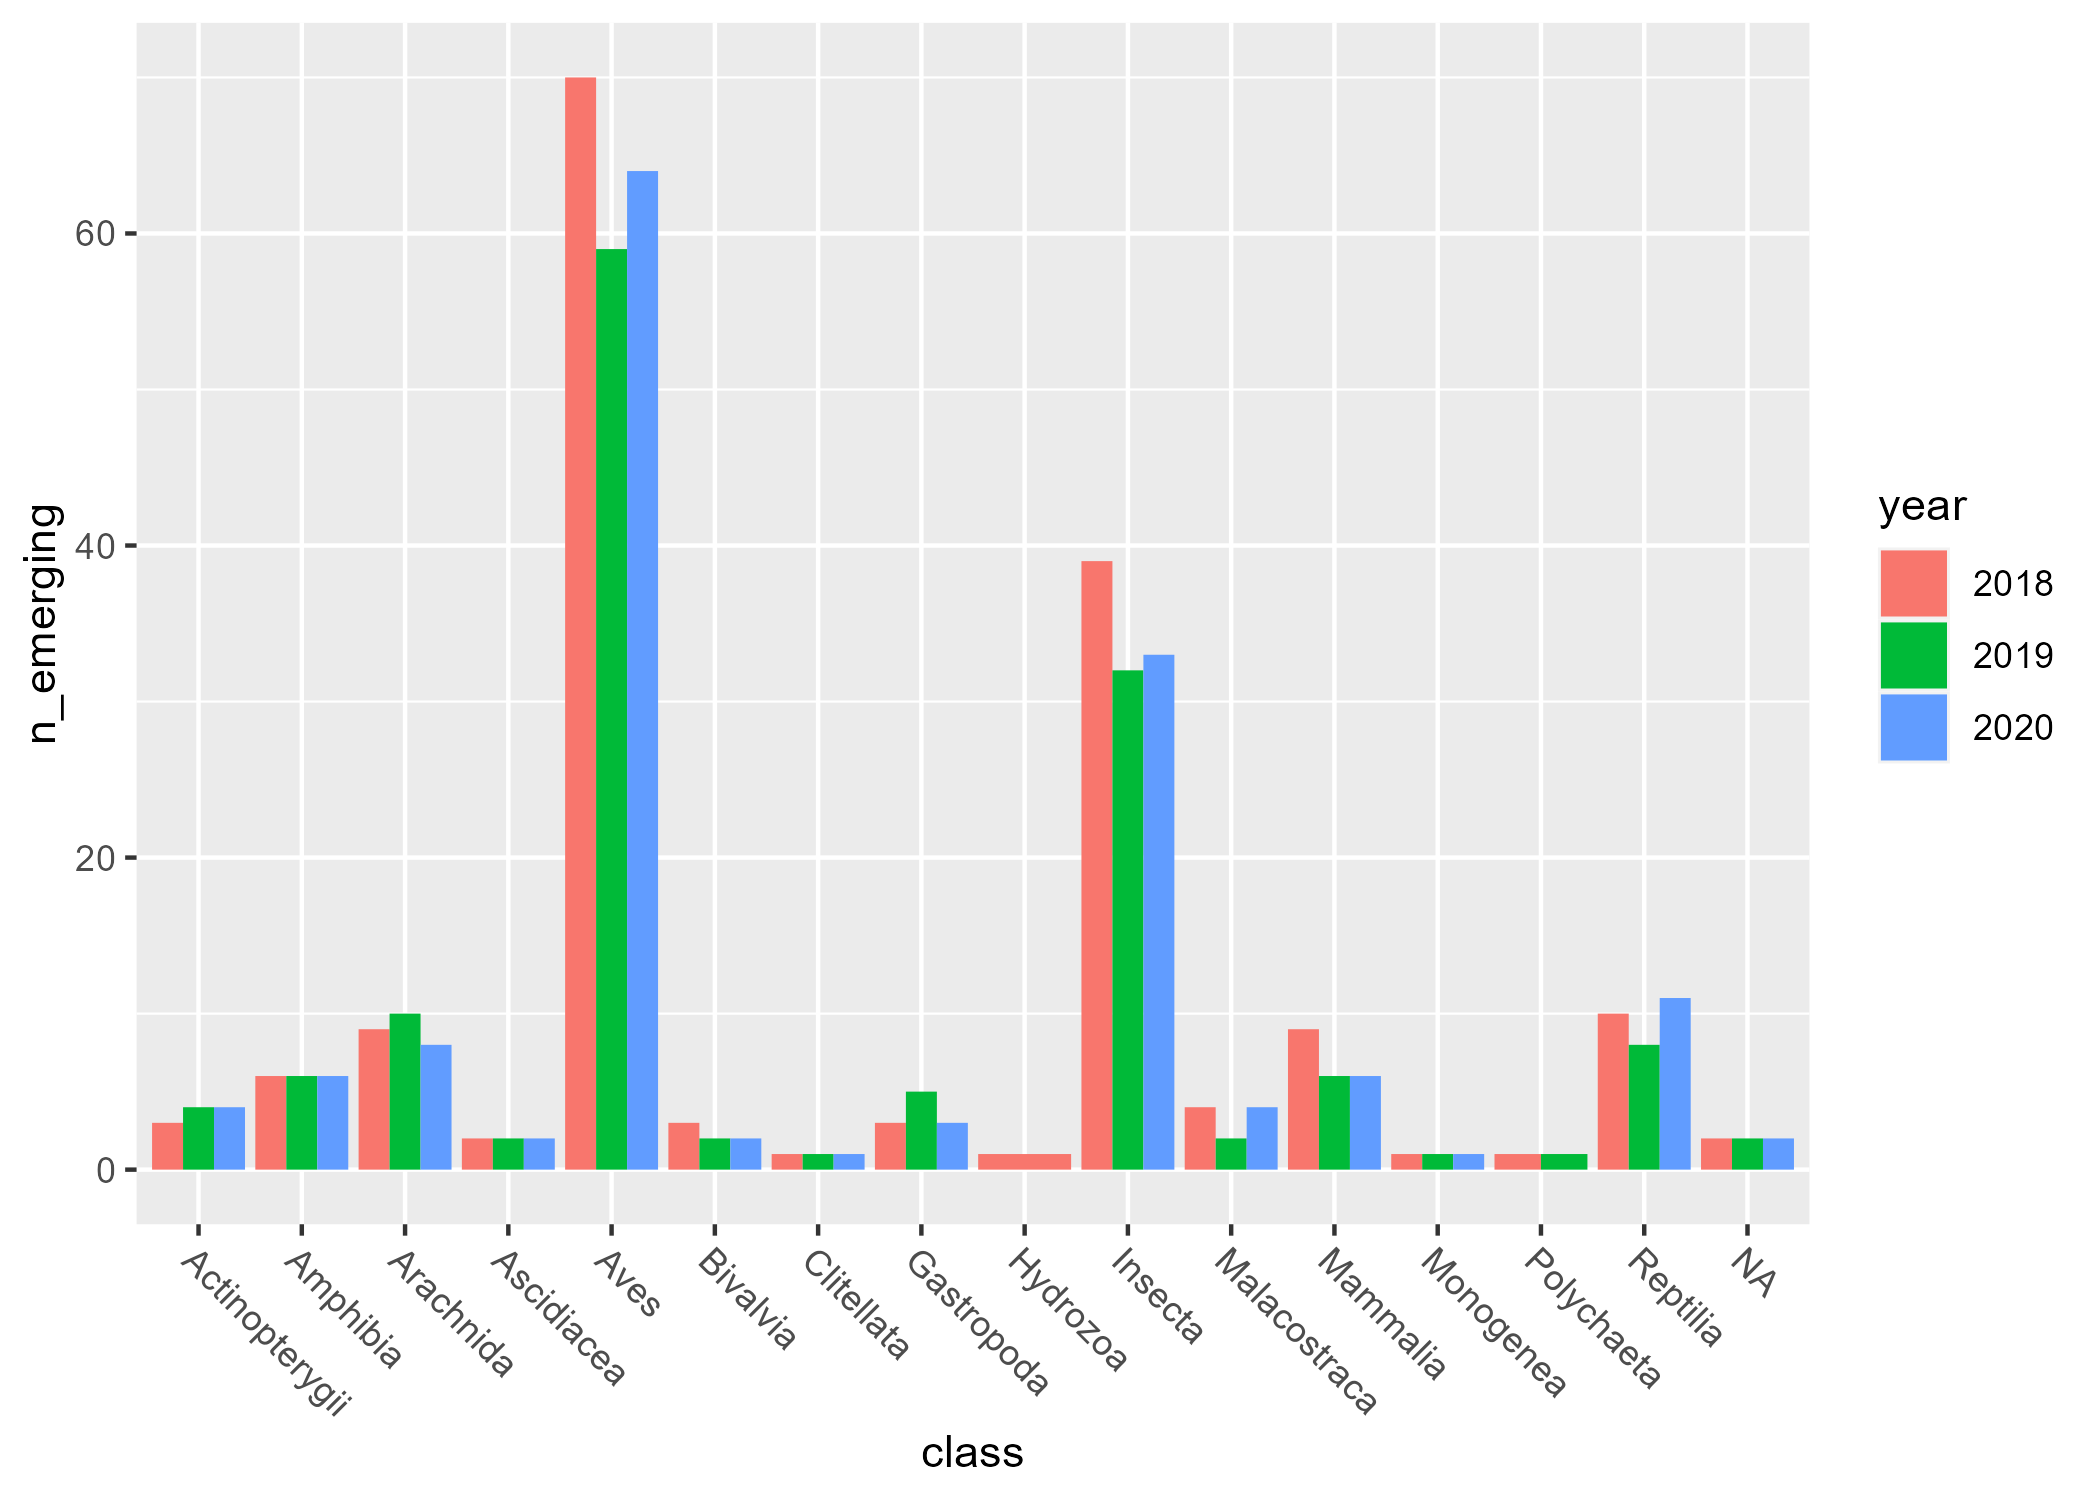 n_emerging
60
40
20
0
Actinopterygii
Amphibia
Arachnida
Ascidiacea
Aves
Bivalvia
Clitellata
Gastropoda
Hydrozoa
Insecta
Malacostraca
Mammalia
Monogenea
Polychaeta
Reptilia
NA
class
year
2018
2019
2020